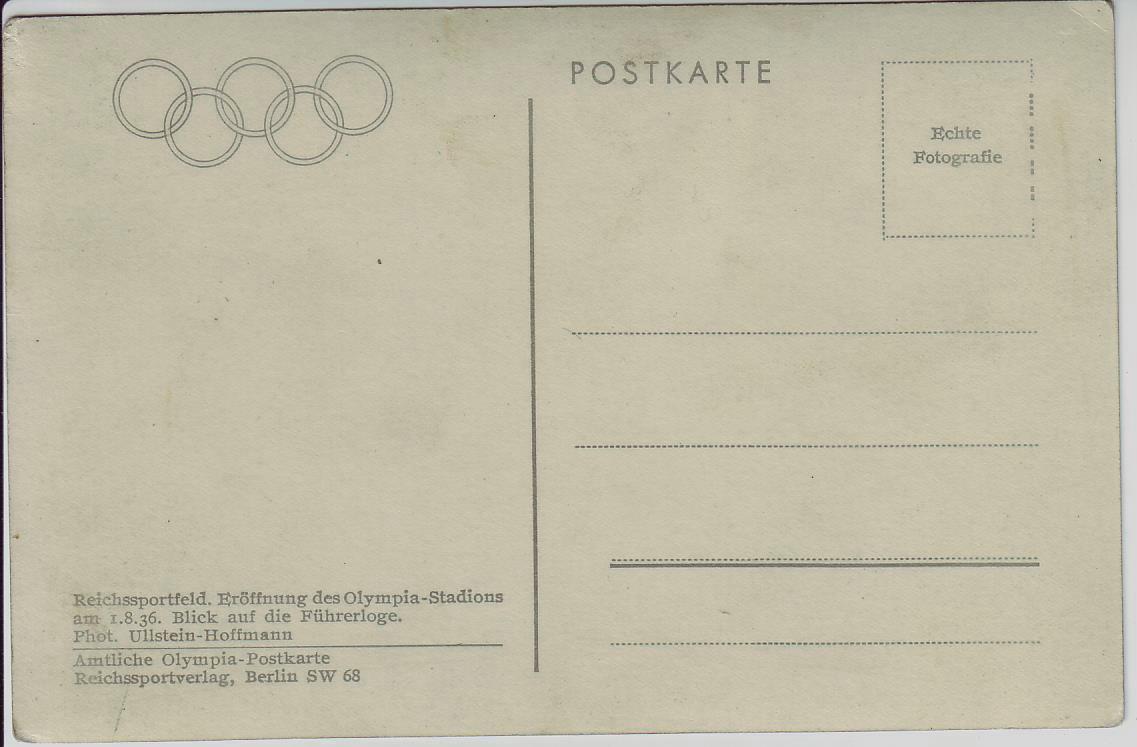 POSTKARTE
Echte
Fotografie
Reichssportfeld. Eröffnung des Olympia-Stadions
am 1.8.36. Blick auf die Führerloge.
Phot. Ullstein-Hoffmann
Amtliche Olympia-Postkarte
Reichssportverlag, Berlin SW 68